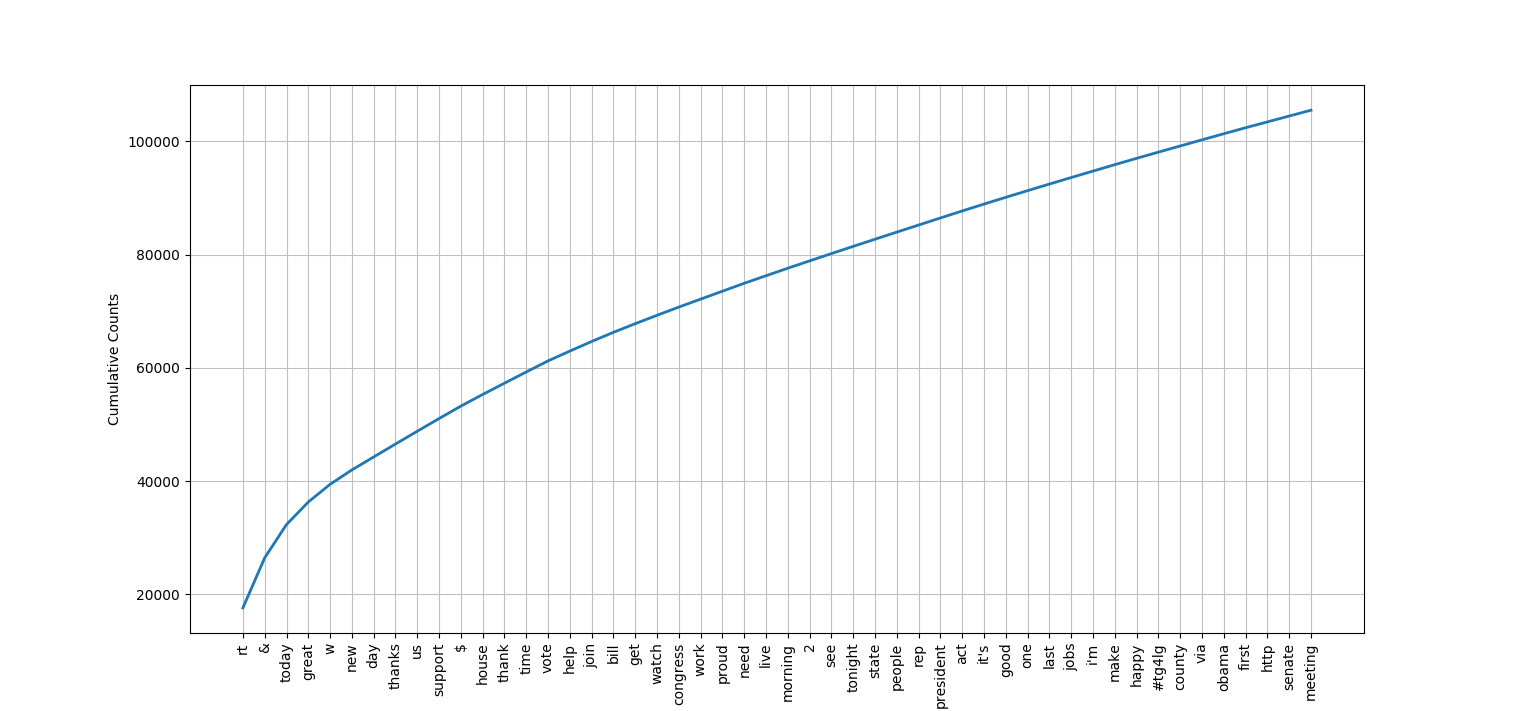 100000
80000
60000
40000
20000
Cumulative Counts
rt
&
today
great
w
new
day
thanks
us
support
$
house
thank
time
vote
help
join
bill
get
watch
congress
work
proud
need
live
morning
2
see
tonight
state
people
rep
president
act
it's
good
one
last
jobs
i'm
make
happy
#tg4lg
county
via
obama
first
http
senate
meeting